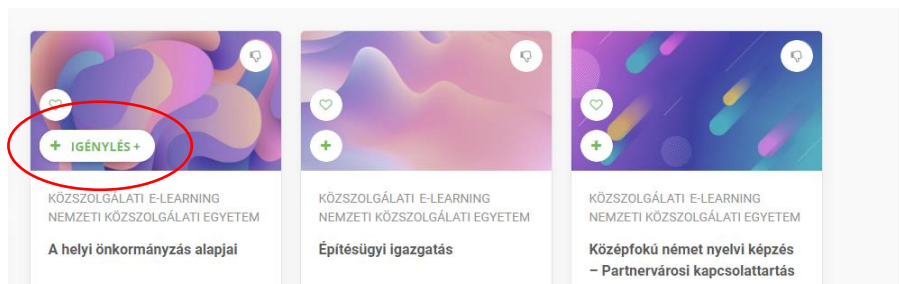 + IGÉNYLÉS +
KÖZSZOLGÁLATI E-LEARNING
NEMZETI KÖZSZOLGÁLATI EGYETEM
A helyi önkormányzás alapjai
+
KÖZSZOLGÁLATI E-LEARNING
NEMZETI KÖZSZOLGÁLATI EGYETEM
Építésügyi igazgatás
+
KÖZSZOLGÁLATI E-LEARNING
NEMZETI KÖZSZOLGÁLATI EGYETEM
Középfokú német nyelvi képzés
– Partnervárosi kapcsolattartás